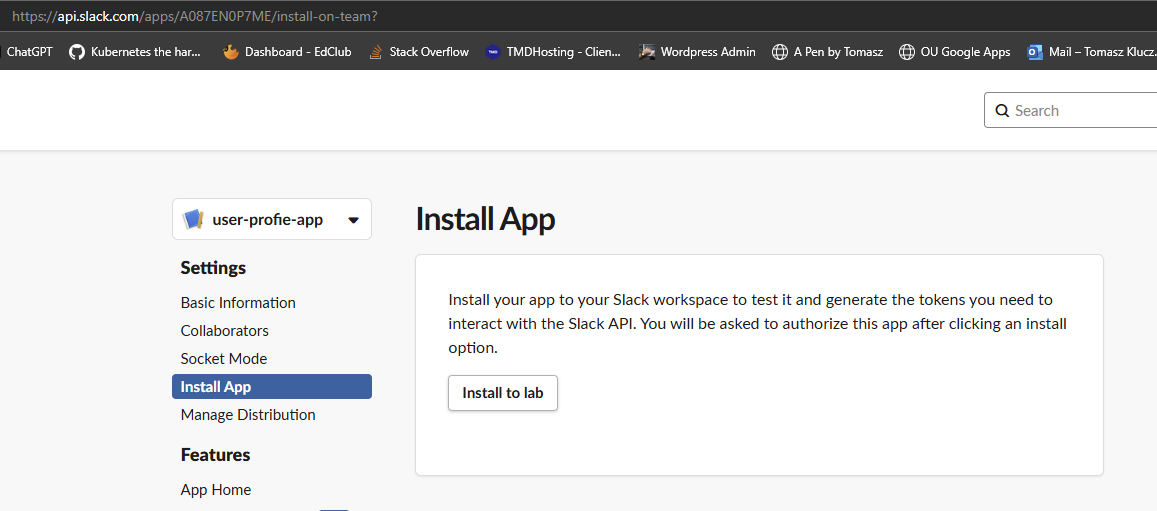 https://api.slack.com/apps/A087EN0P7ME/install-on-team?
ChatGPT Kubernetes the har... Dashboard - EdClub Stack Overflow TMD TMDHosting - Clien... Wordpress Admin A Pen by Tomasz OU Google Apps Mail – Tomasz Klucz...
Search
user-profie-app
Install App
Settings
Basic Information
Collaborators
Socket Mode
Install App
Manage Distribution
Features
App Home
Install your app to your Slack workspace to test it and generate the tokens you need to
interact with the Slack API. You will be asked to authorize this app after clicking an install
option.
Install to lab